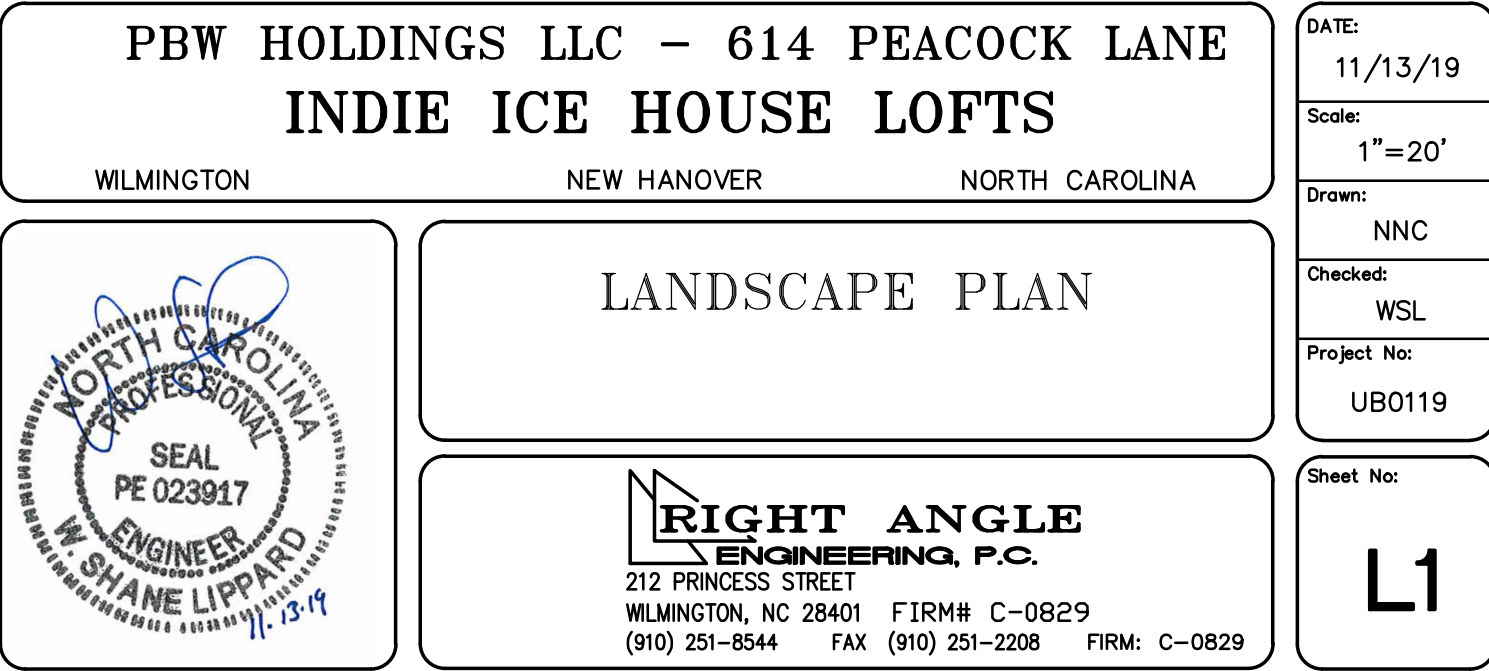 PBW HOLDINGS LLC – 614 PEACOCK LANE
INDIE ICE HOUSE LOFTS
WILMINGTON NEW HANOVER NORTH CAROLINA
DATE:
11/13/19
Scale:
1"=20'
Drawn:
NNC
Checked:
WSL
Project No:
UB0119
NORTH CAROLINA
PROFESSIONAL
SEAL
PE 023917
ENGINEER
W. SHANE LIPPARD
11.13.19
LANDSCAPE PLAN
RIGHT ANGLE
ENGINEERING, P.C.
212 PRINCESS STREET
WILMINGTON, NC 28401 FIRM# C-0829
(910) 251-8544 FAX (910) 251-2208 FIRM: C-0829
Sheet No:
L1